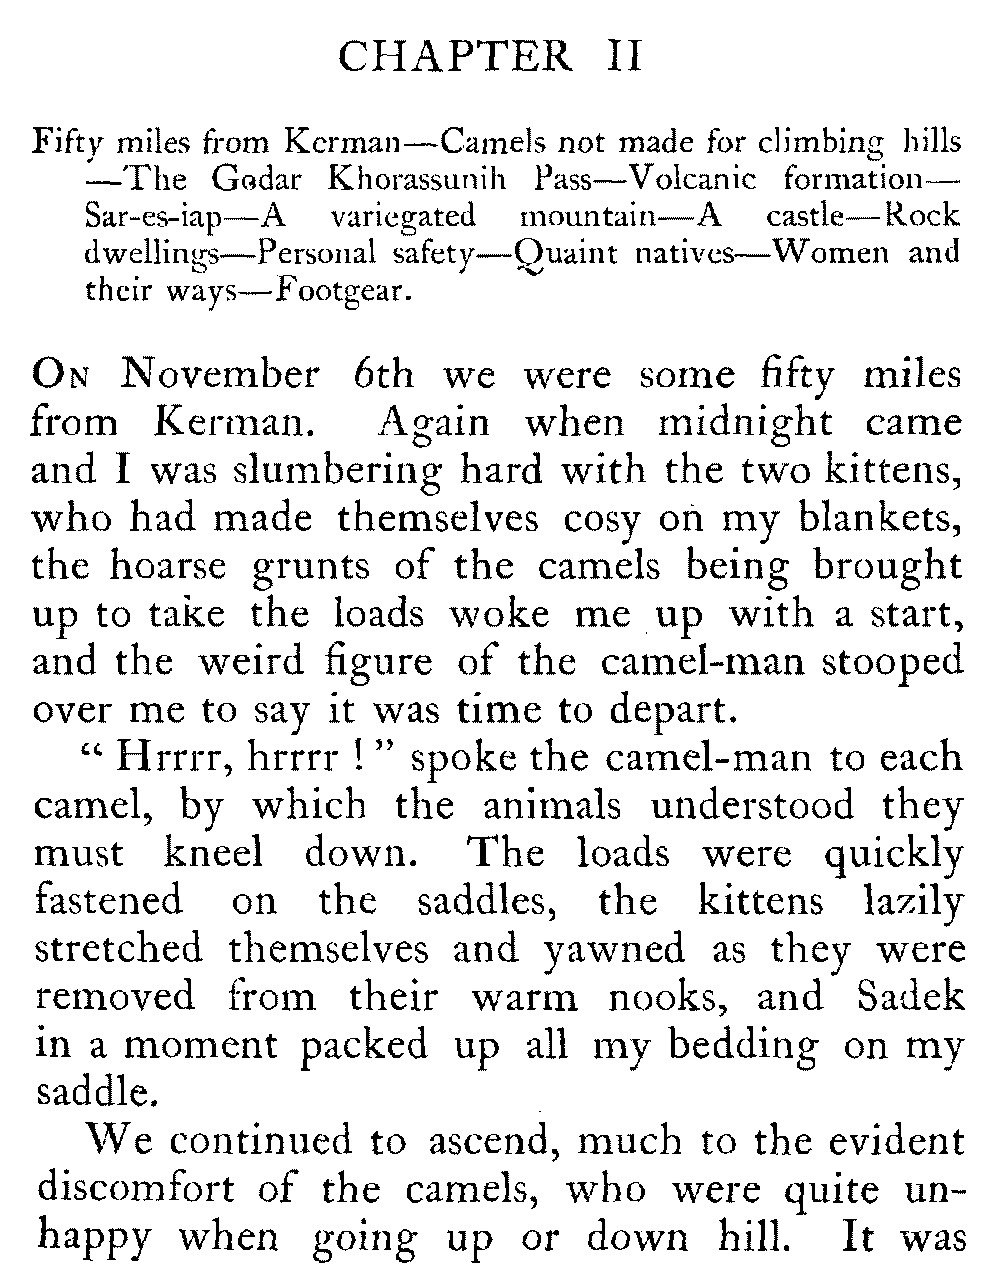 CHAPTER II
Fifty miles from Kerman—Camels not made for climbing hills
—The Godar Khorassunih Pass—Volcanic formation—
Sar-es-iap—A variegated mountain—A castle—Rock
dwellings—Personal safety—Quaint natives—Women and
their ways—Footgear.
On November 6th we were some fifty miles
from Kerman. Again when midnight came
and I was slumbering hard with the two kittens,
who had made themselves cosy on my blankets,
the hoarse grunts of the camels being brought
up to take the loads woke me up with a start,
and the weird figure of the camel-man stooped
over me to say it was time to depart.
“ Hrrrr, hrrrr ! ” spoke the camel-man to each
camel, by which the animals understood they
must kneel down. The loads were quickly
fastened on the saddles, the kittens lazily
stretched themselves and yawned as they were
removed from their warm nooks, and Sadek
in a moment packed up all my bedding on my
saddle.
We continued to ascend, much to the evident
discomfort of the camels, who were quite un-
happy when going up or down hill. It was